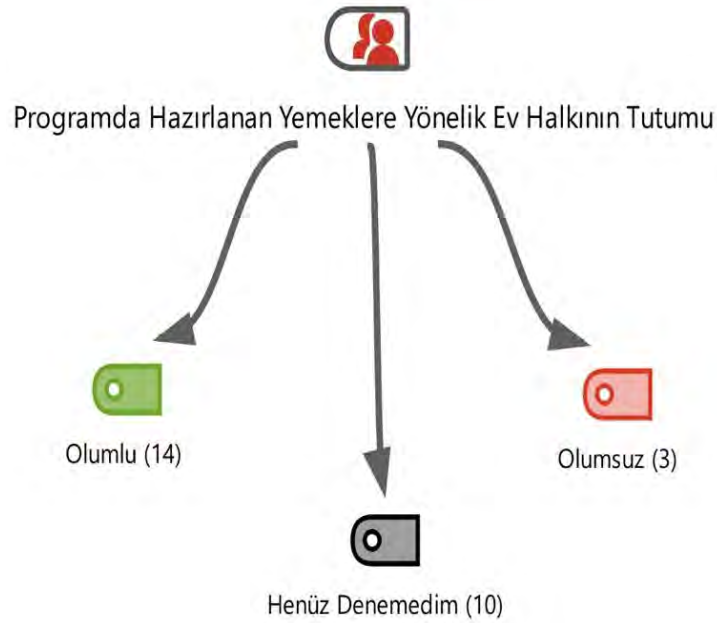 Programda Hazırlanan Yemeklere Yönelik Ev Halkının Tutumu
Olumlu (14)
Olumsuz (3)
Henüz Denemedim (10)